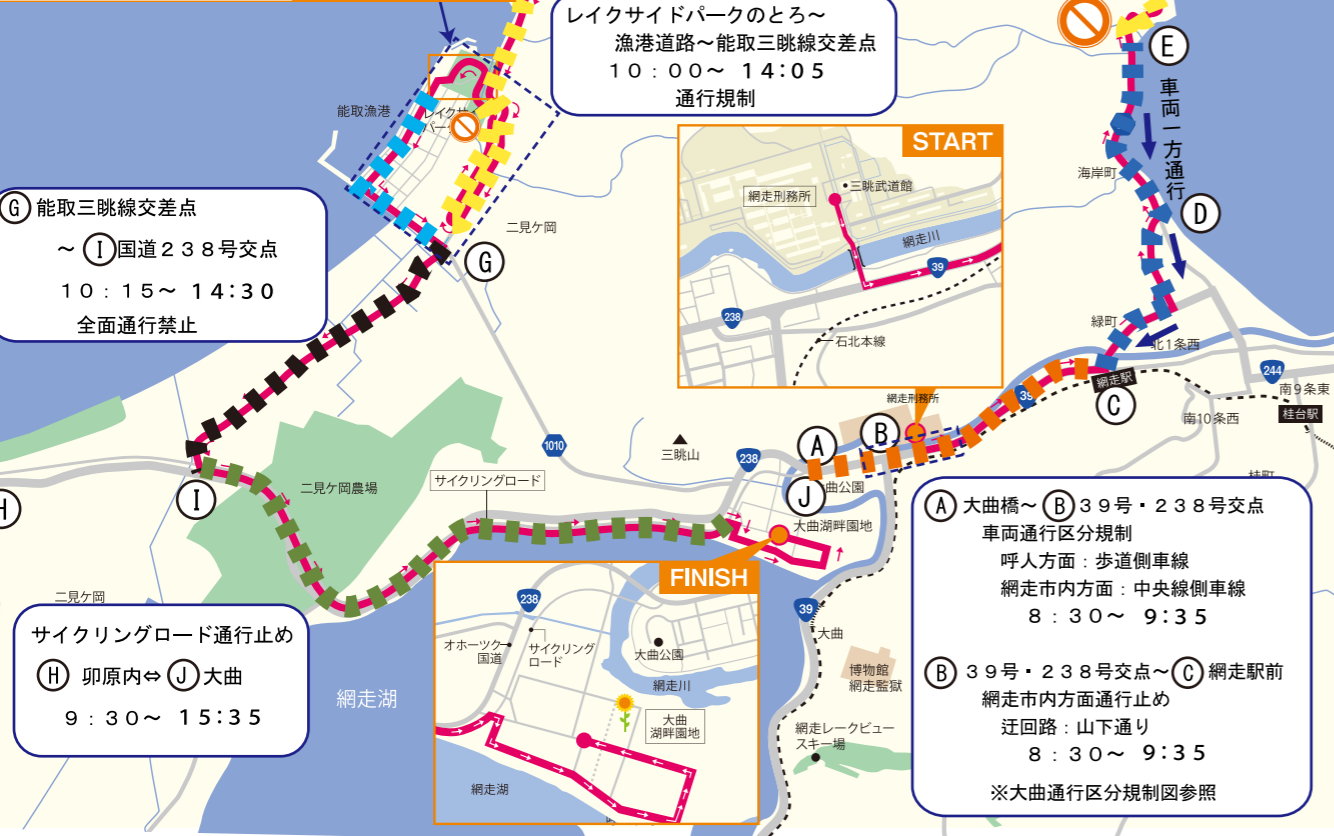 レイクサイドパークのとろ～
漁港道路～能取三眺線交差点
１０：００～ 14:05
通行規制
E
車両一方通行
能取漁港
START
三眺武道館
網走刑務所
網走川
39
238
石北本線
海岸町
D
G 能取三眺線交差点
～ I 国道２３８号交点
１０：１５～ 14:30
全面通行禁止
二見ケ岡
G
緑町
北1条西
244
南9条東
網走駅
C
39
南10条西
桂台駅
桂町
網走刑務所
B
A
1010
三眺山
238
J
大曲公園
大曲湖畔園地
サイクリングロード
二見ケ岡農場
I
H
二見ケ岡
サイクリングロード通行止め
H 卯原内⇔ J 大曲
９：３０～ 15:35
網走湖
FINISH
238
オホーツク
国道
サイクリング
ロード
大曲公園
網走川
大曲
湖畔園地
網走湖
39
大曲
博物館
網走監獄
網走レークビュー
スキー場
A 大曲橋～ B ３９号・２３８号交点
車両通行区分規制
呼人方面：歩道側車線
網走市内方面：中央線側車線
８：３０～ 9:35
B ３９号・２３８号交点～ C 網走駅前
網走市内方面通行止め
迂回路：山下通り
８：３０～ 9:35
※大曲通行区分規制図参照